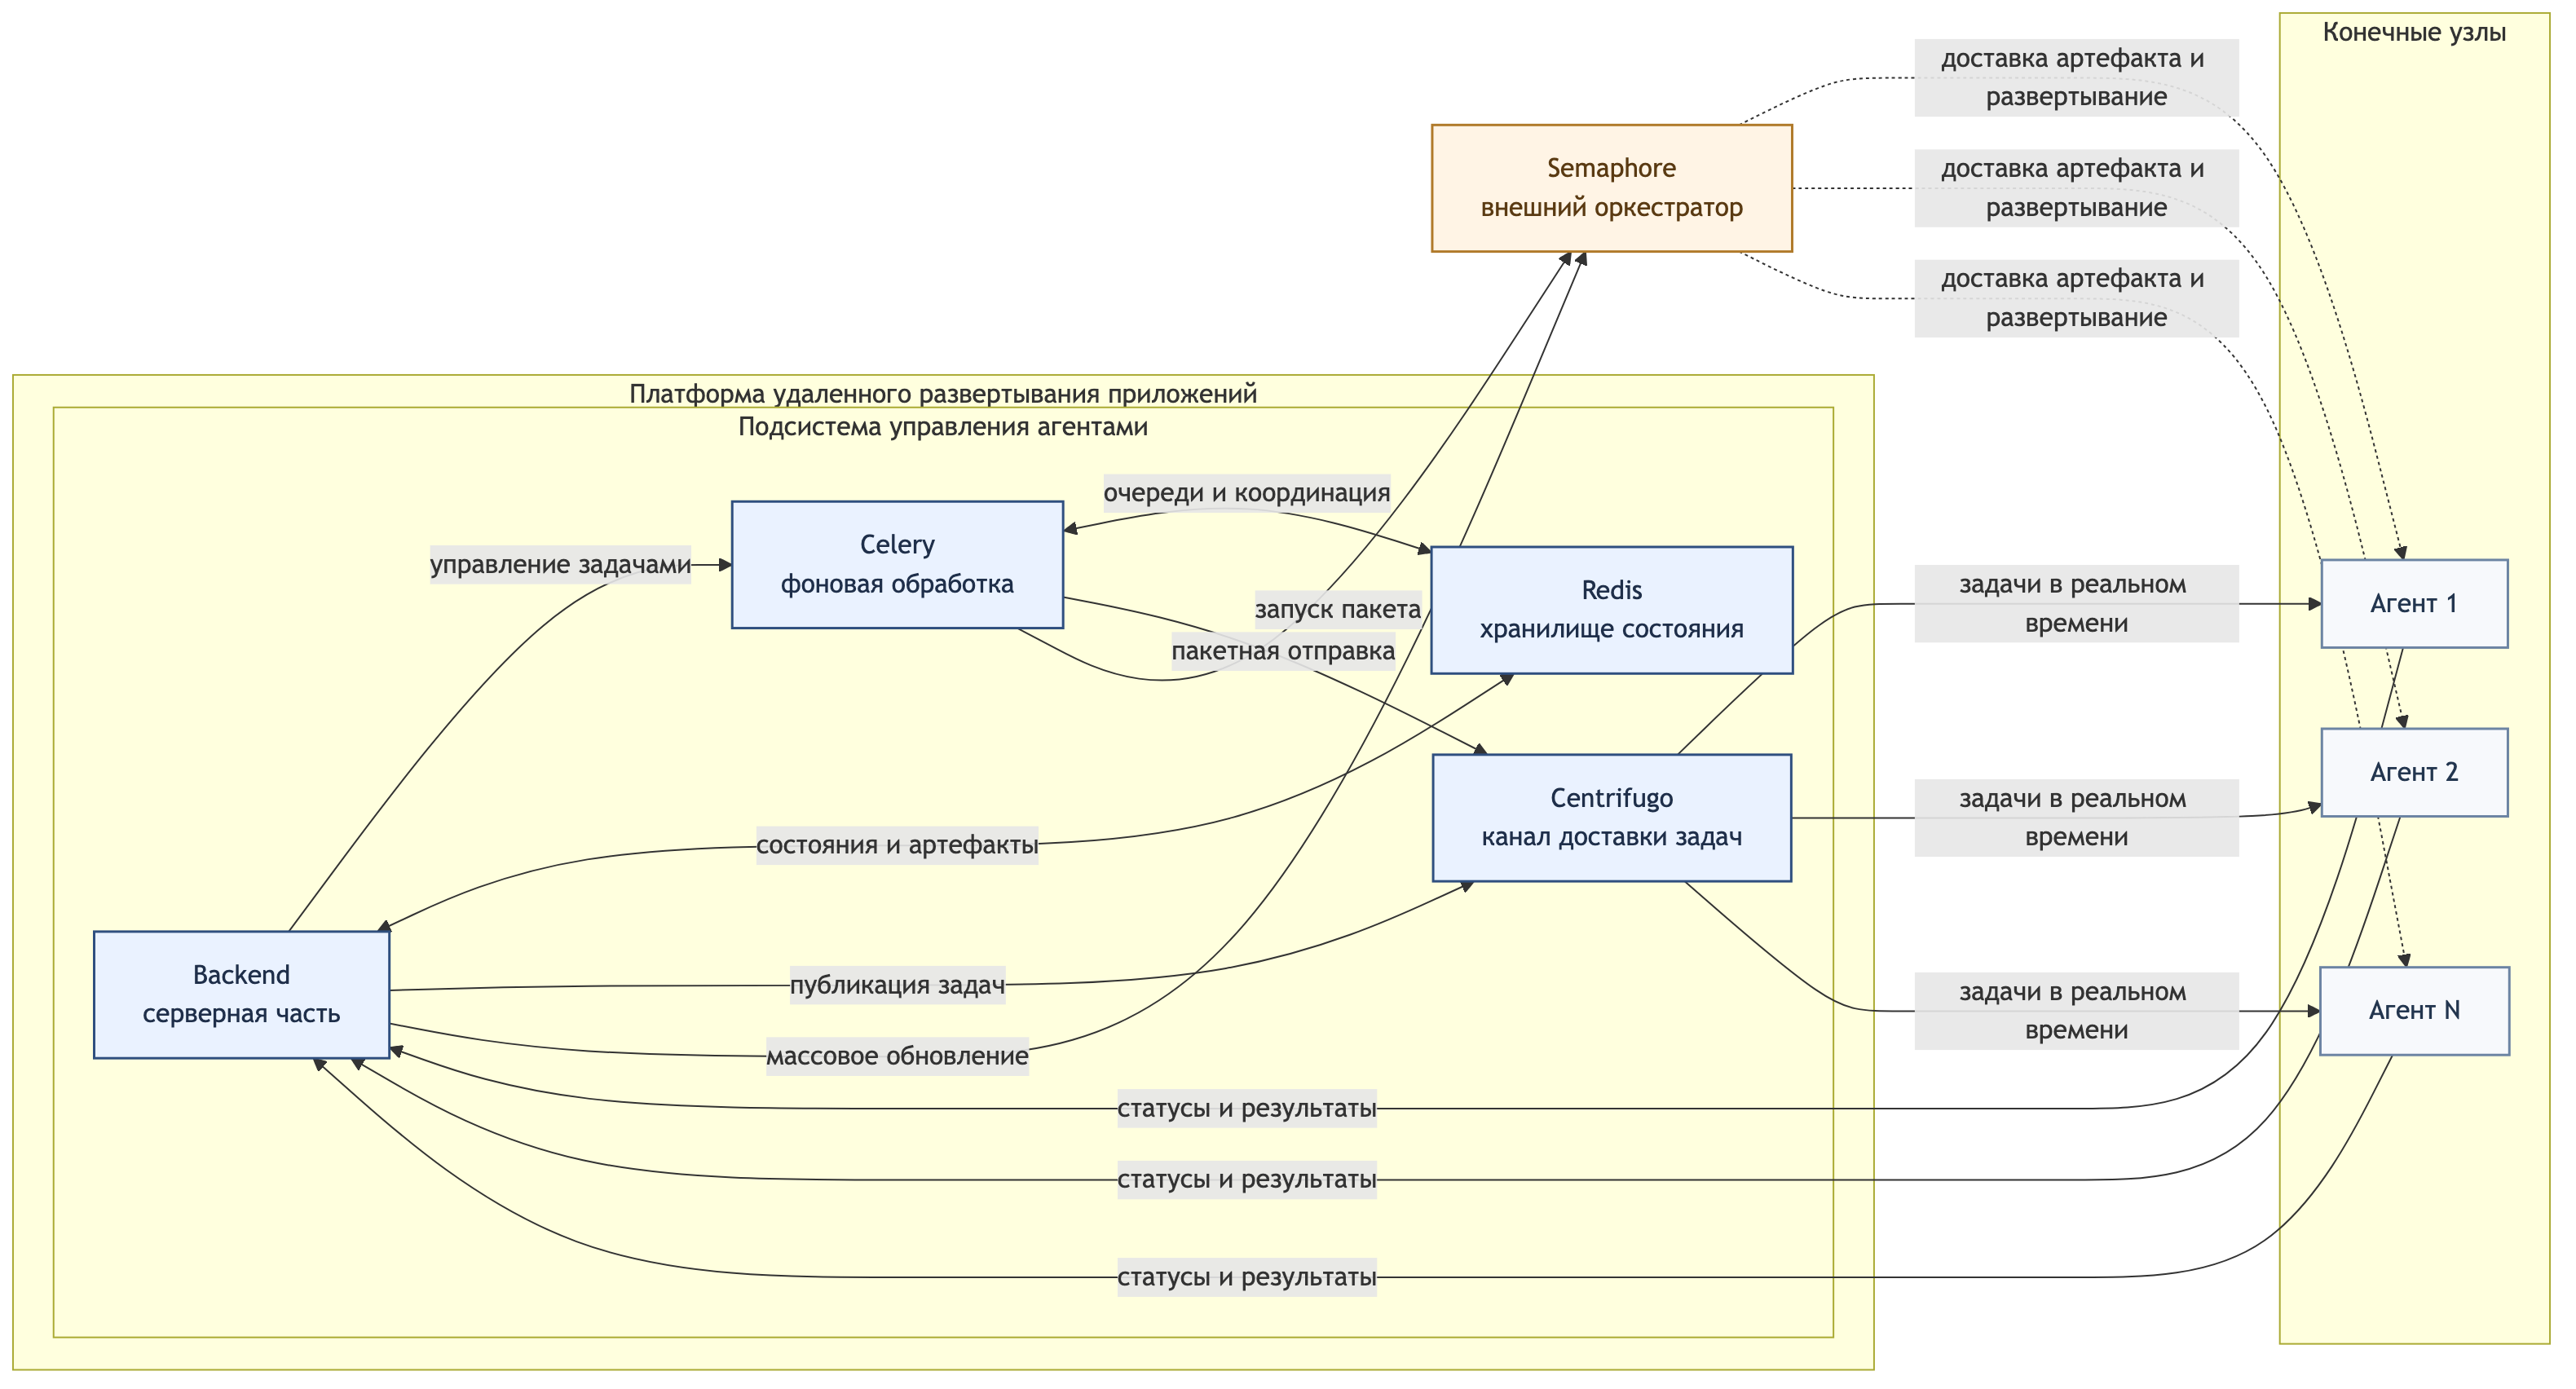 Конечные узлы
доставка артефакта и
развертывание
Semaphore
внешний оркестратор
доставка артефакта и
развертывание
доставка артефакта и
развертывание
Платформа удаленного развертывания приложений
Подсистема управления агентами
очереди и координация
Celery
фоновая обработка
управление задачами
Redis
хранилище состояния
запуск пакета
пакетная отправка
задачи в реальном
времени
Агент 1
Centrifugo
канал доставки задач
задачи в реальном
времени
Агент 2
состояния и артефакты
Backend
серверная часть
публикация задач
задачи в реальном
времени
Агент N
массовое обновление
статусы и результаты
статусы и результаты
статусы и результаты